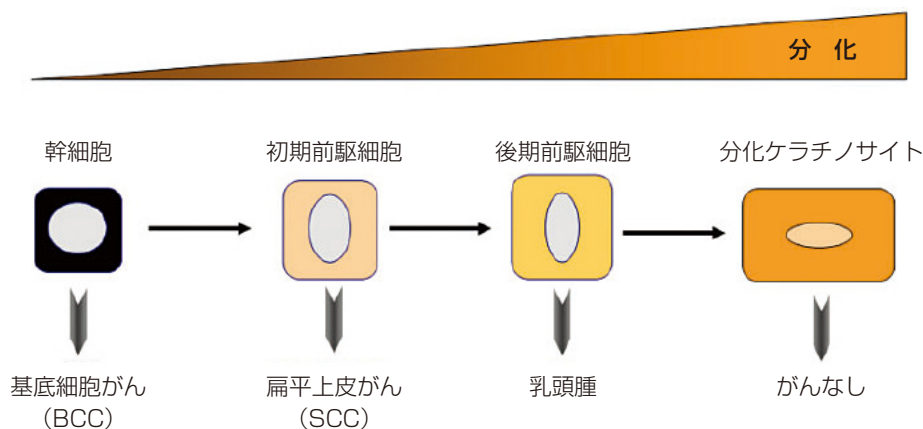 分 化
幹細胞
初期前駆細胞
後期前駆細胞
分化ケラチノサイト
基底細胞がん
（BCC）
扁平上皮がん
（SCC）
乳頭腫
がんなし